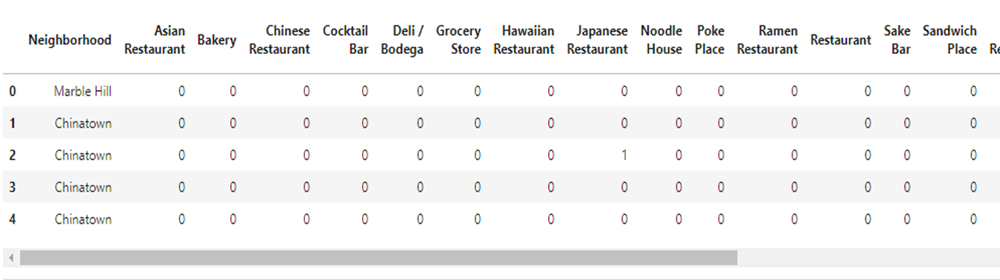 Neighborhood Asian Restaurant Bakery Chinese Restaurant Cocktail Bar Deli / Bodega Grocery Store Hawaiian Restaurant Japanese Restaurant Noodle House Poke Place Ramen Restaurant Restaurant Sake Bar Sandwich Place
0 Marble Hill 0 0 0 0 0 0 0 0 0 0 0 0 0 0
1 Chinatown 0 0 0 0 0 0 0 0 0 0 0 0 0 0
2 Chinatown 0 0 0 0 0 0 0 1 0 0 0 0 0 0
3 Chinatown 0 0 0 0 0 0 0 0 0 0 0 0 0 0
4 Chinatown 0 0 0 0 0 0 0 0 0 0 0 0 0 0